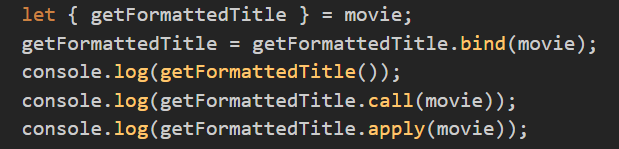 let { getFormattedTitle } = movie;
getFormattedTitle = getFormattedTitle.bind(movie);
console.log(getFormattedTitle());
console.log(getFormattedTitle.call(movie));
console.log(getFormattedTitle.apply(movie));